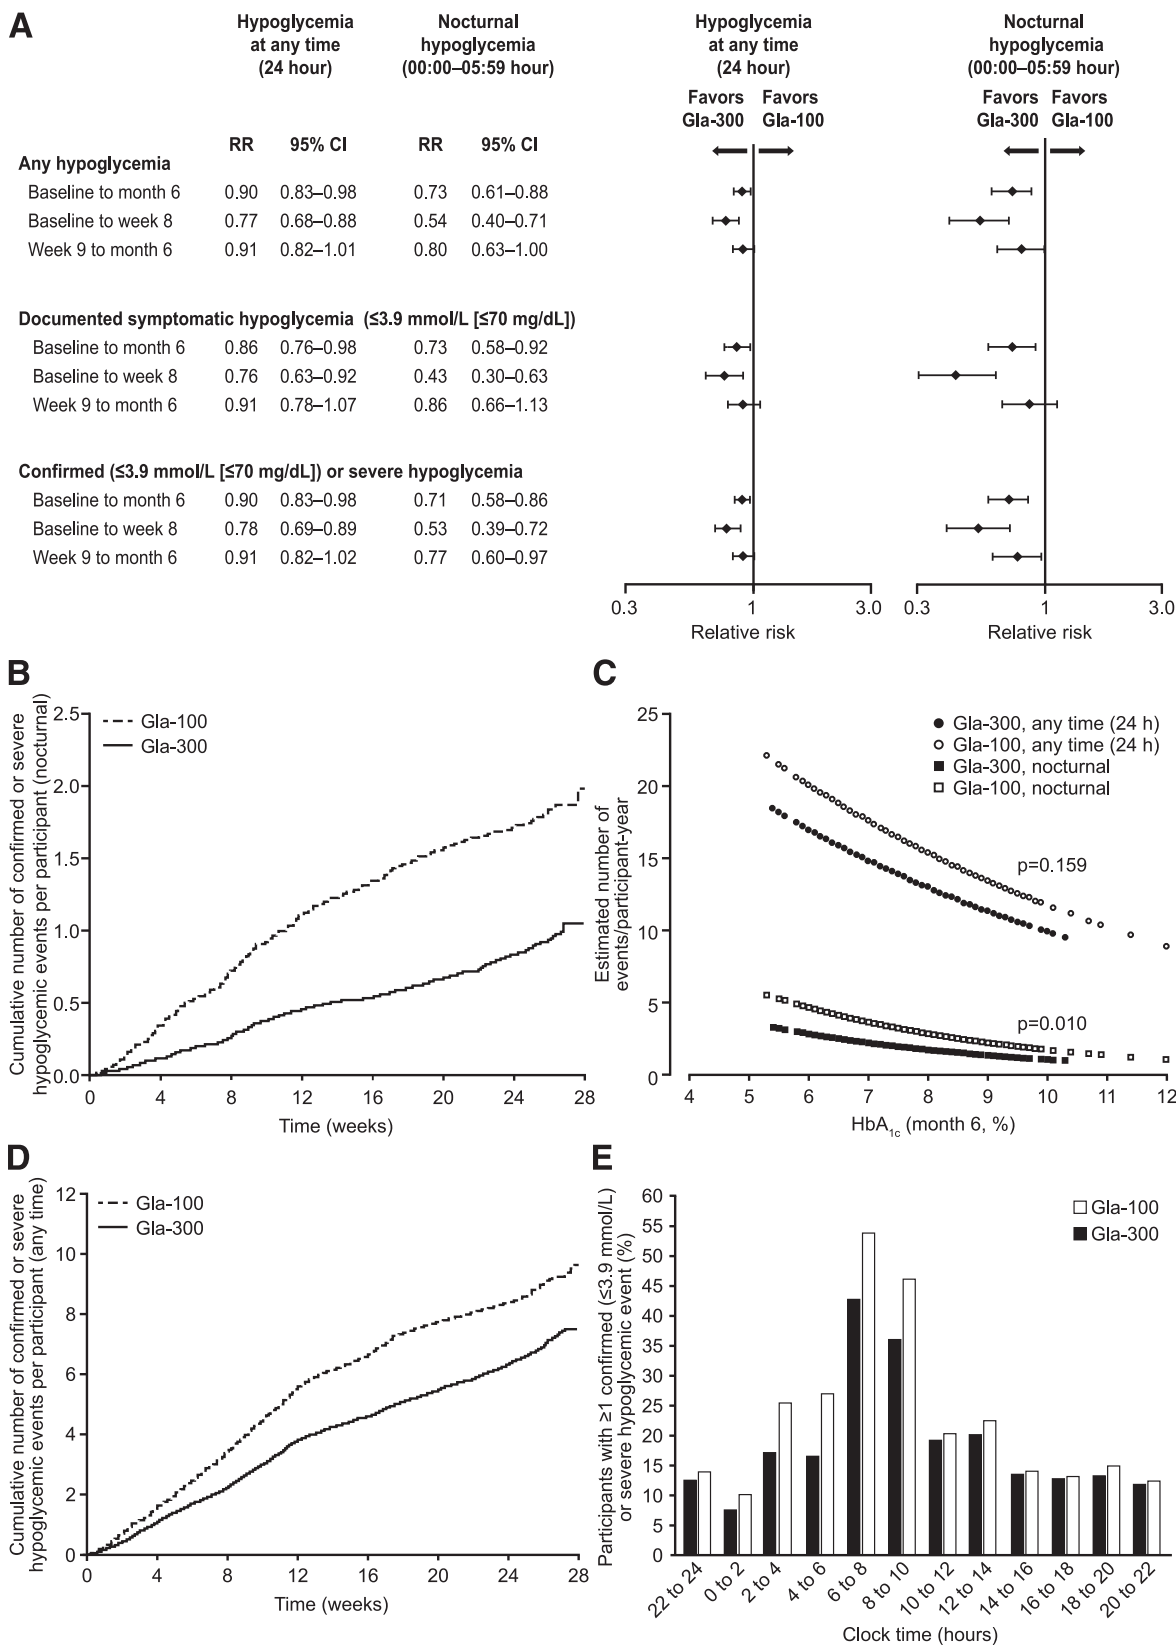 A
Hypoglycemia
at any time
(24 hour)
Nocturnal
hypoglycemia
(00:00–05:59 hour)
RR 95% CI RR 95% CI
Any hypoglycemia
Baseline to month 6 0.90 0.83–0.98 0.73 0.61–0.88
Baseline to week 8 0.77 0.68–0.88 0.54 0.40–0.71
Week 9 to month 6 0.91 0.82–1.01 0.80 0.63–1.00
Documented symptomatic hypoglycemia (≤3.9 mmol/L [≤70 mg/dL])
Baseline to month 6 0.86 0.76–0.98 0.73 0.58–0.92
Baseline to week 8 0.76 0.63–0.92 0.43 0.30–0.63
Week 9 to month 6 0.91 0.78–1.07 0.86 0.66–1.13
Confirmed (≤3.9 mmol/L [≤70 mg/dL]) or severe hypoglycemia
Baseline to month 6 0.90 0.83–0.98 0.71 0.58–0.86
Baseline to week 8 0.78 0.69–0.89 0.53 0.39–0.72
Week 9 to month 6 0.91 0.82–1.02 0.77 0.60–0.97
Hypoglycemia
at any time
(24 hour)
Favors Favors
Gla-300 Gla-100
0.3 1 3.0
Relative risk
Nocturnal
hypoglycemia
(00:00–05:59 hour)
Favors Favors
Gla-300 Gla-100
0.3 1 3.0
Relative risk
B
Cumulative number of confirmed or severe
hypoglycemic events per participant (nocturnal)
2.5
2.0
1.5
1.0
0.5
0.0
Gla-100
Gla-300
0 4 8 12 16 20 24 28
Time (weeks)
C
Estimated number of
events/participant-year
25
20
15
10
5
0
Gla-300, any time (24 h)
Gla-100, any time (24 h)
Gla-300, nocturnal
Gla-100, nocturnal
p=0.159
p=0.010
4 5 6 7 8 9 10 11 12
HbA1c (month 6, %)
D
Cumulative number of confirmed or severe
hypoglycemic events per participant (any time)
12
10
8
6
4
2
0
Gla-100
Gla-300
0 4 8 12 16 20 24 28
Time (weeks)
E
Participants with ≥1 confirmed (≤3.9 mmol/L)
or severe hypoglycemic event (%)
60
55
50
45
40
35
30
25
20
15
10
5
0
Gla-100
Gla-300
22 to 24
0 to 2
2 to 4
4 to 6
6 to 8
8 to 10
10 to 12
12 to 14
14 to 16
16 to 18
18 to 20
20 to 22
Clock time (hours)